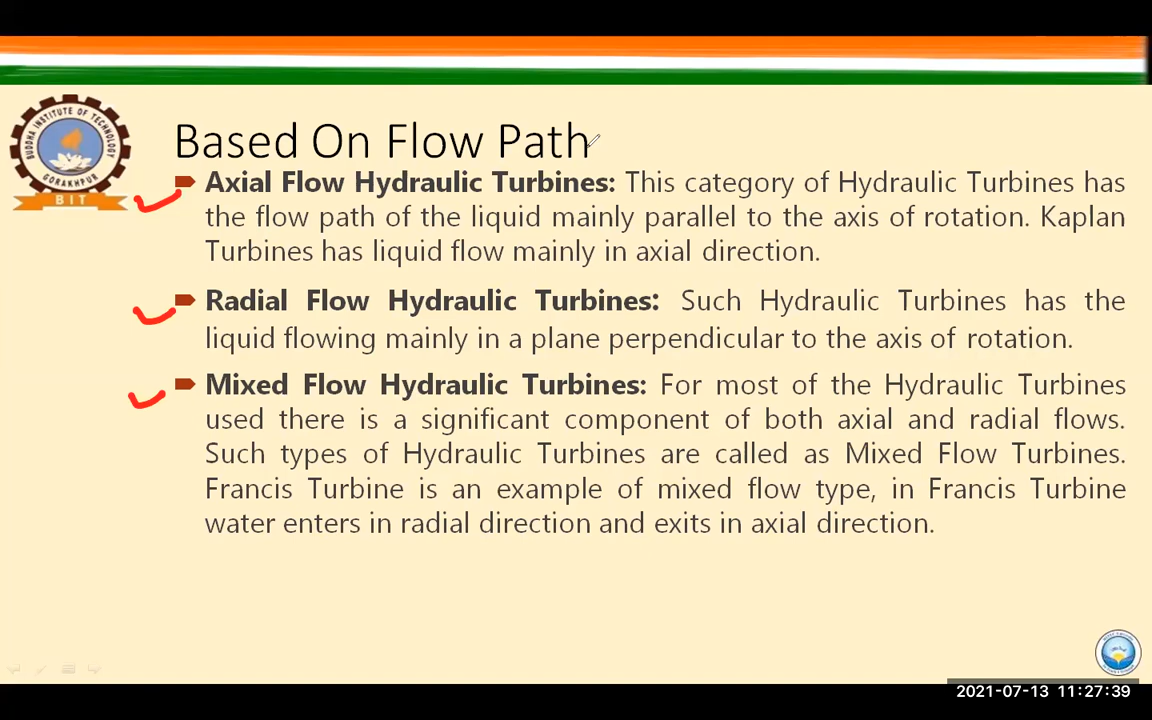 BUDDHA INSTITUTE OF TECHNOLOGY
GORAKHPUR
BIT
Based On Flow Path
Axial Flow Hydraulic Turbines: This category of Hydraulic Turbines has
the flow path of the liquid mainly parallel to the axis of rotation. Kaplan
Turbines has liquid flow mainly in axial direction.
Radial Flow Hydraulic Turbines: Such Hydraulic Turbines has the
liquid flowing mainly in a plane perpendicular to the axis of rotation.
Mixed Flow Hydraulic Turbines: For most of the Hydraulic Turbines
used there is a significant component of both axial and radial flows.
Such types of Hydraulic Turbines are called as Mixed Flow Turbines.
Francis Turbine is an example of mixed flow type, in Francis Turbine
water enters in radial direction and exits in axial direction.
2021-07-13 11:27:39